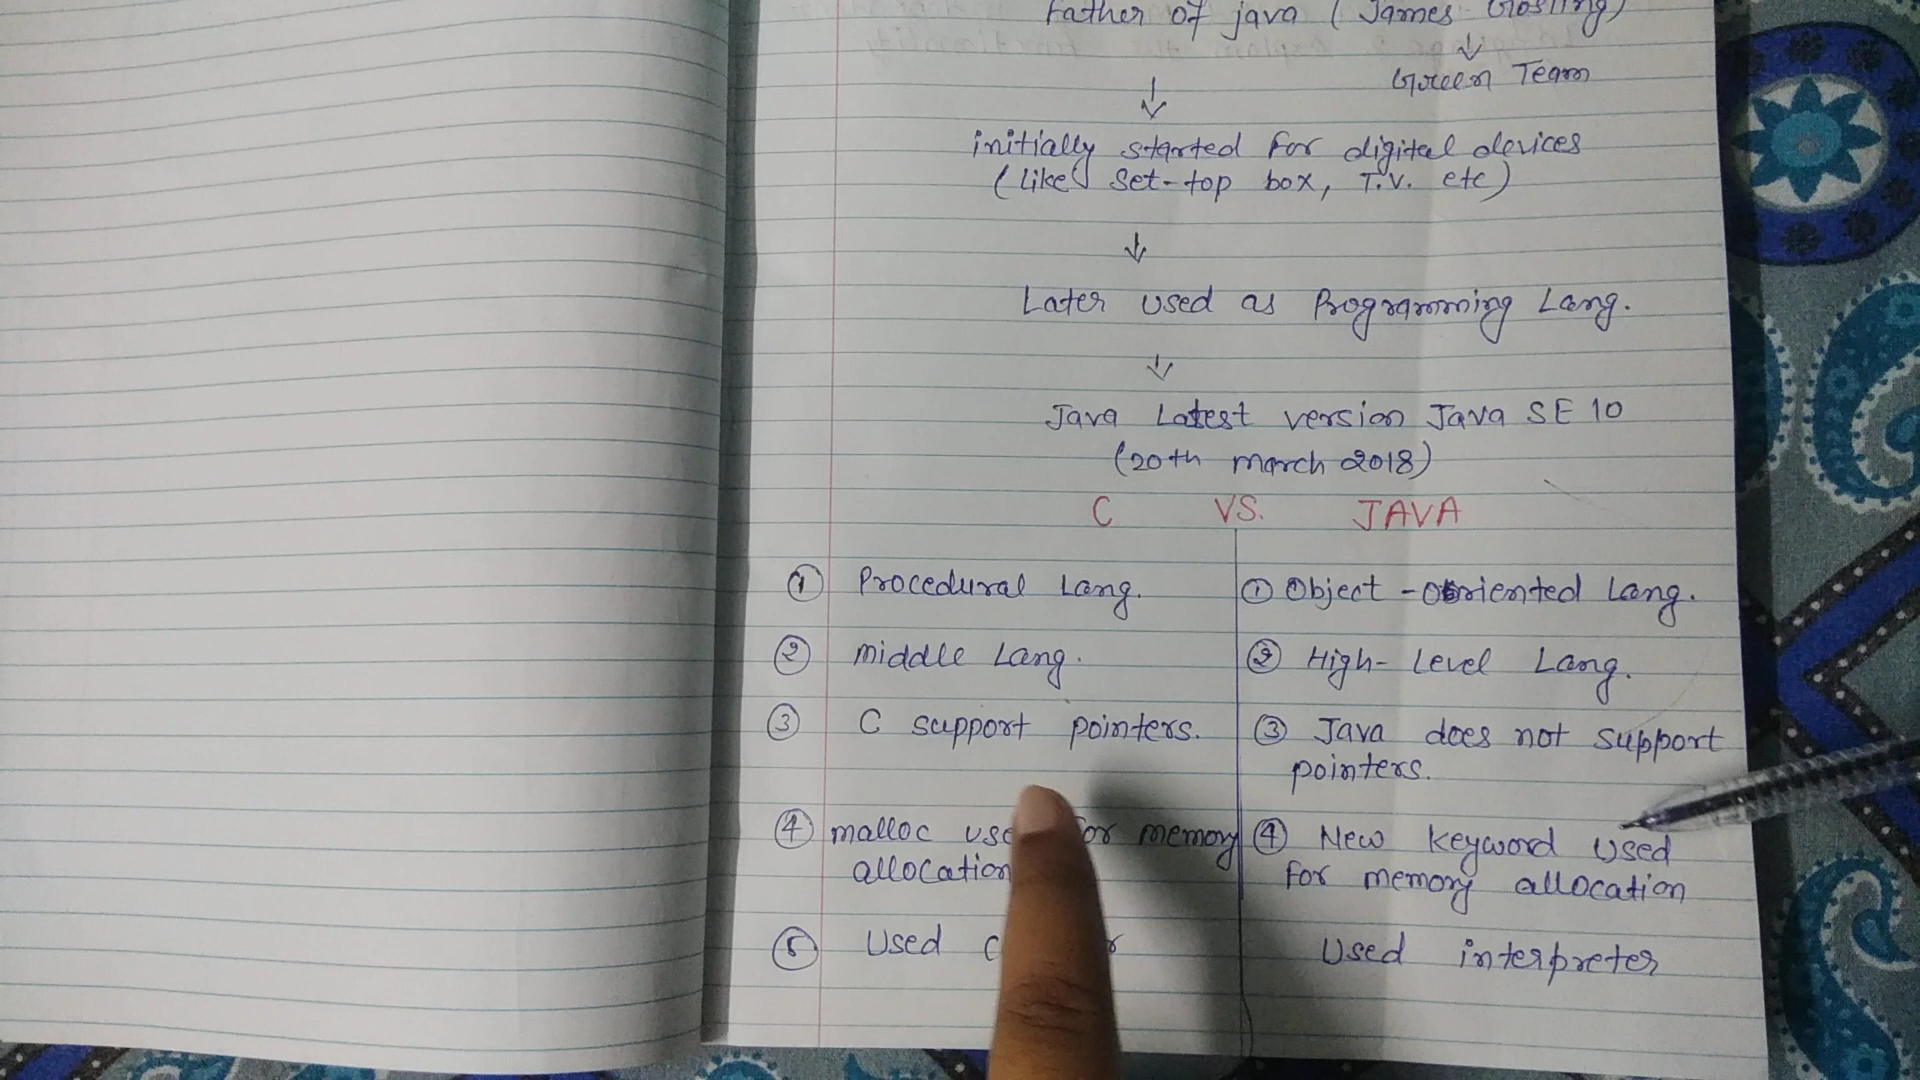 Father of java (James Gosling)
↓
Green Team
↓
initially started for digital devices
(like set-top box, T.V. etc)
↓
Later used as Programming Lang.
↓
Java Latest version Java SE 10
(20th march 2018)
C VS. JAVA
① Procedural Lang. ① Object-Oriented Lang.
② middle Lang. ② High-Level Lang.
③ C support pointers. ③ Java does not support
pointers.
④ malloc for memory ④ New keyword used
allocation for memory allocation
⑤ Used Used interpreter